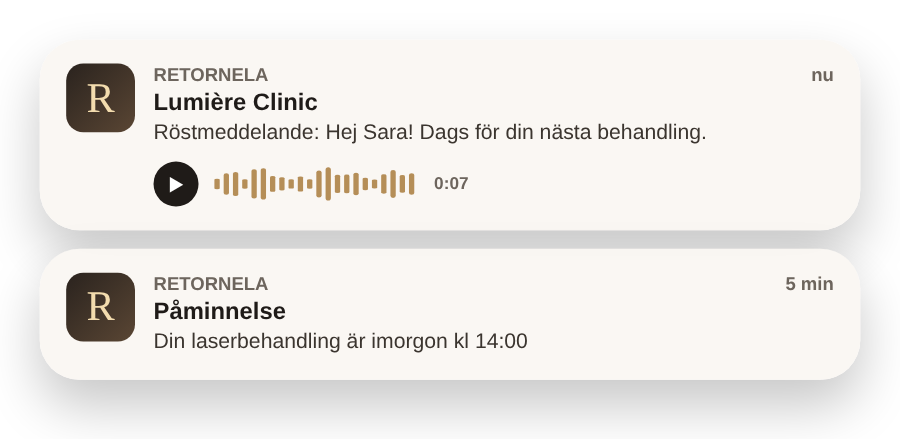 R
RETORNELA
nu
Lumière Clinic
Röstmeddelande: Hej Sara! Dags för din nästa behandling.
0:07
R
RETORNELA
5 min
Påminnelse
Din laserbehandling är imorgon kl 14:00